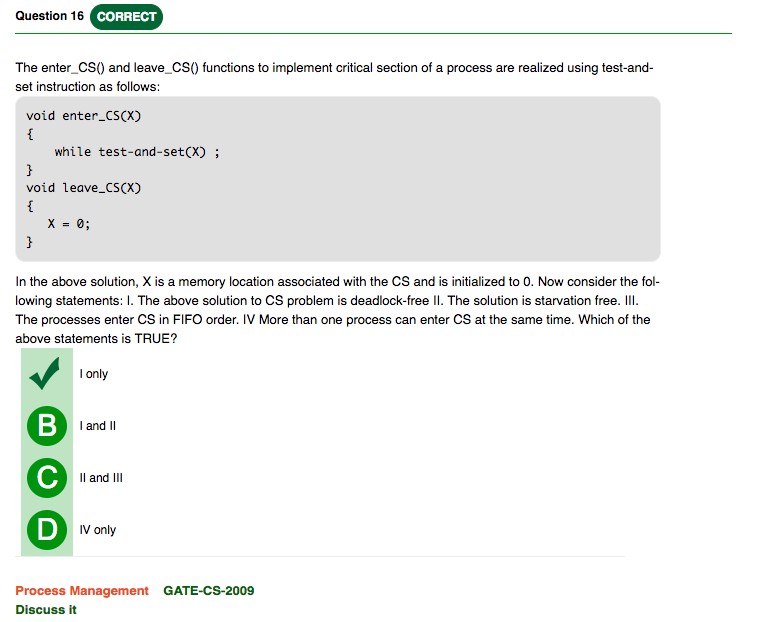 Question 16 CORRECT
The enter_CS() and leave_CS() functions to implement critical section of a process are realized using test-and-
set instruction as follows:
void enter_CS(X)
{
    while test-and-set(X) ;
}
void leave_CS(X)
{
   X = 0;
}
In the above solution, X is a memory location associated with the CS and is initialized to 0. Now consider the fol-
lowing statements: I. The above solution to CS problem is deadlock-free II. The solution is starvation free. III.
The processes enter CS in FIFO order. IV More than one process can enter CS at the same time. Which of the
above statements is TRUE?
I only
B I and II
C II and III
D IV only
Process Management GATE-CS-2009
Discuss it